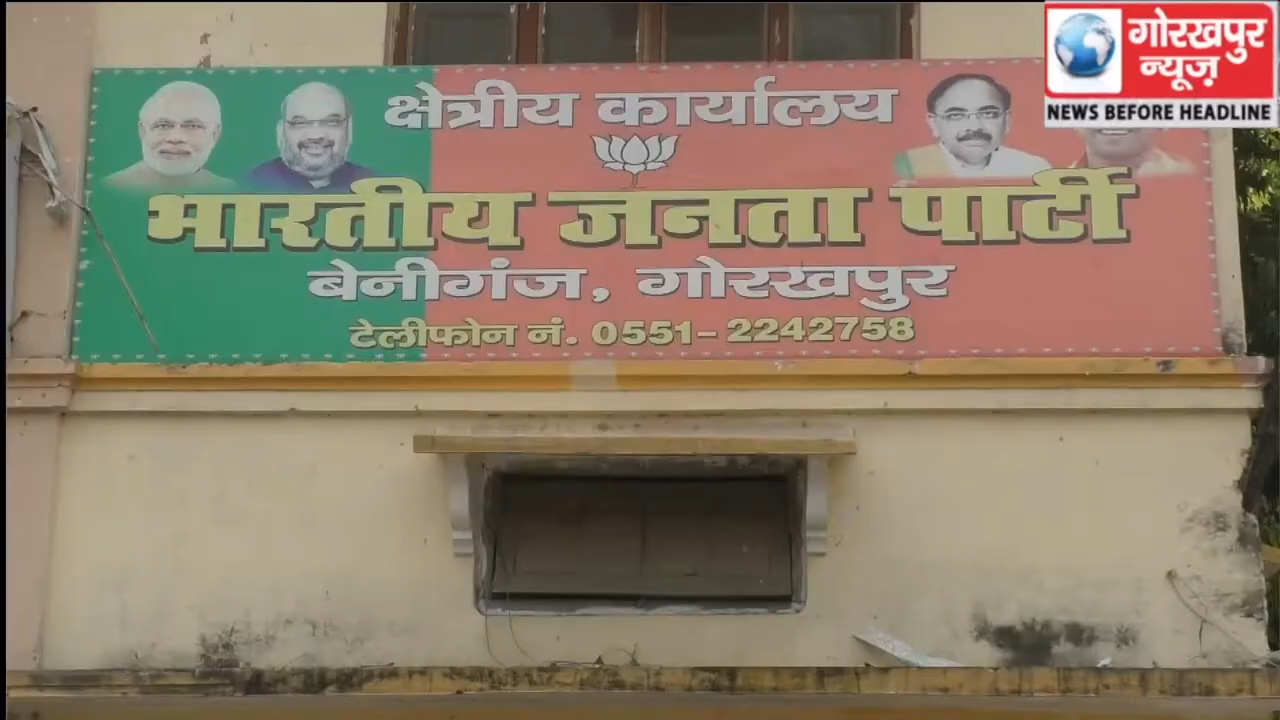 क्षेत्रीय कार्यालय
भारतीय जनता पार्टी
बेनीगंज, गोरखपुर
टेलीफोन नं. 0551-2242758
गोरखपुर
न्यूज़
NEWS BEFORE HEADLINE